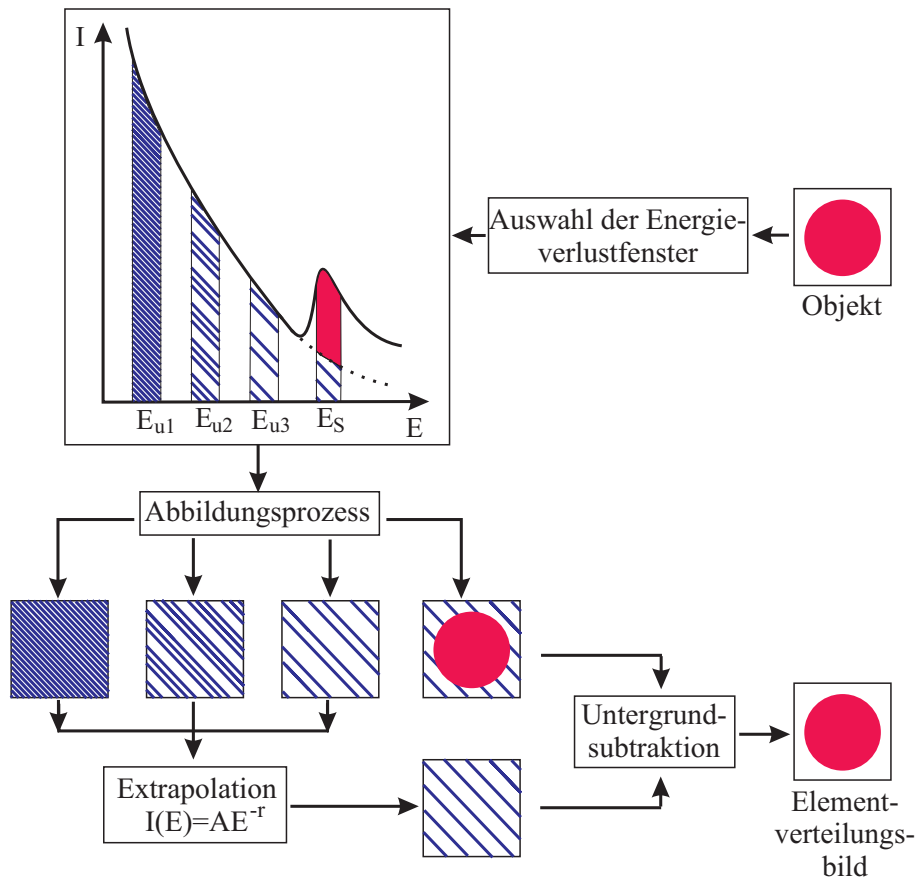 I
E_u1 E_u2 E_u3 E_S
E
Auswahl der Energie-
verlustfenster
Objekt
Abbildungsprozess
Extrapolation
I(E)=AE^-r
Untergrund-
subtraktion
Element-
verteilungs-
bild